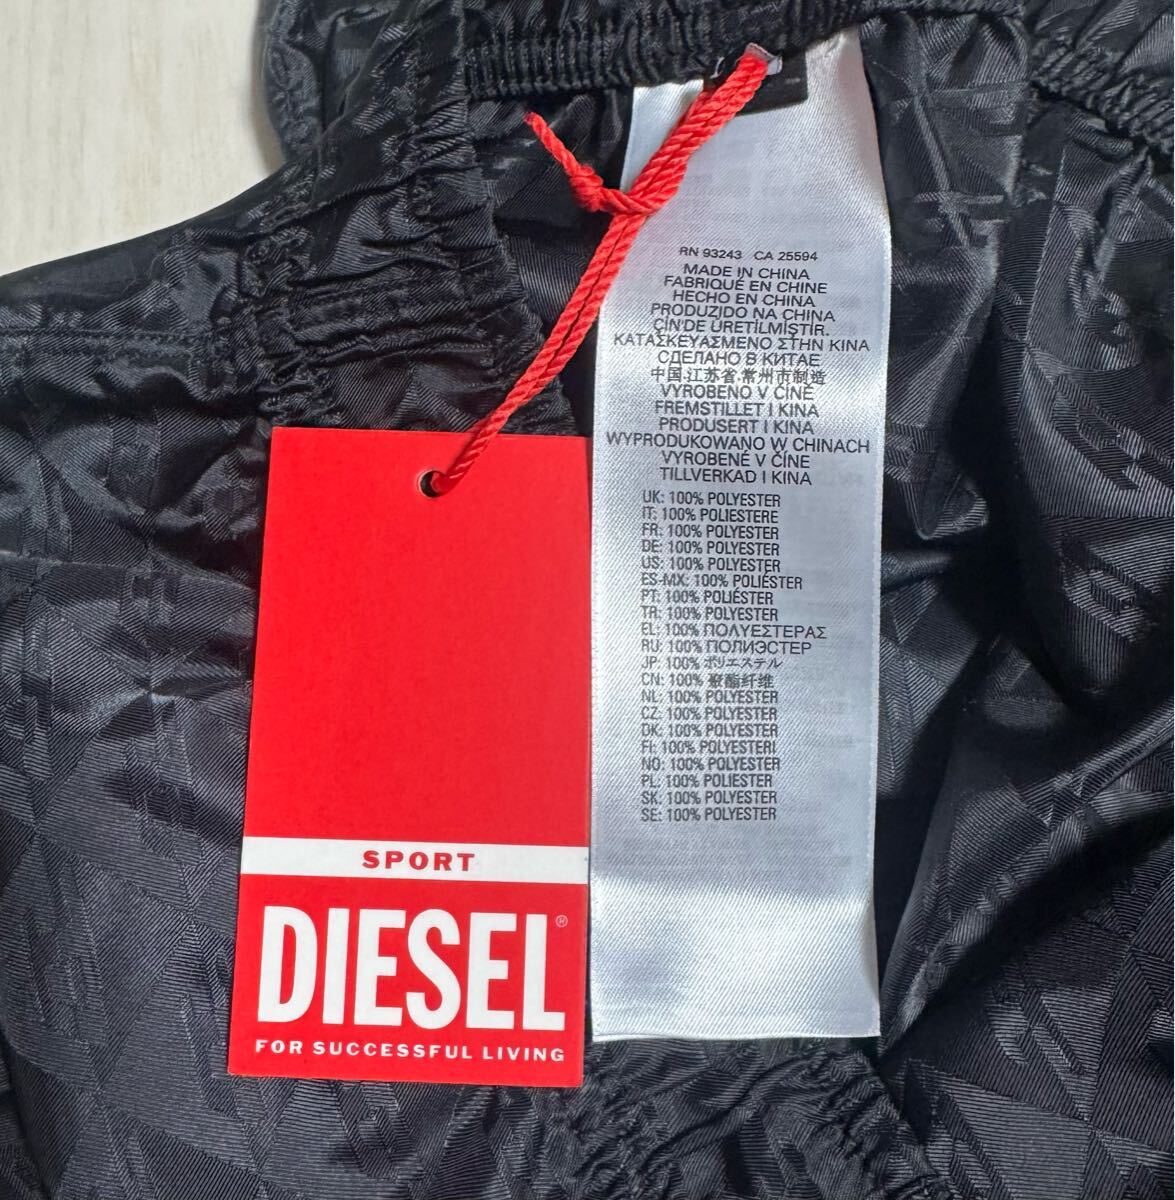 RN 93243 CA 25594
MADE IN CHINA
FABRIQUÉ EN CHINE
HECHO EN CHINA
PRODUZIDO NA CHINA
ÇİN'DE ÜRETİLMİŞTİR.
ΚΑΤΑΣΚΕΥΑΣΜΕΝΟ ΣΤΗΝ ΚΙΝΑ
СДЕЛАНО В КИТАЕ
中国.江苏省.常州市制造
VYROBENO V ČÍNĚ
FREMSTILLET I KINA
PRODUSERT I KINA
WYPRODUKOWANO W CHINACH
VYROBENÉ V ČÍNE
TILLVERKAD I KINA
UK: 100% POLYESTER
IT: 100% POLIESTERE
FR: 100% POLYESTER
DE: 100% POLYESTER
US: 100% POLYESTER
ES-MX: 100% POLIÉSTER
PT: 100% POLIÉSTER
TR: 100% POLYESTER
EL: 100% ΠΟΛΥΕΣΤΕΡΑΣ
RU: 100% ПОЛИЭСТЕР
JP: 100% ポリエステル
CN: 100% 聚酯纤维
NL: 100% POLYESTER
CZ: 100% POLYESTER
DK: 100% POLYESTER
FI: 100% POLYESTERI
NO: 100% POLYESTER
PL: 100% POLIESTER
SK: 100% POLYESTER
SE: 100% POLYESTER
SPORT
DIESEL®
FOR SUCCESSFUL LIVING